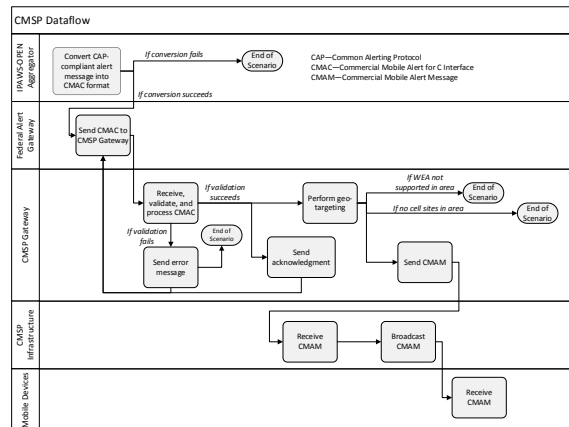 CMSP Dataflow
IPAWS-OPEN
Aggregator
Convert CAP-
compliant alert
message into
CMAC format
If conversion fails
End of
Scenario
CAP—Common Alerting Protocol
CMAC—Commercial Mobile Alert for C Interface
CMAM—Commercial Mobile Alert Message
If conversion succeeds
Federal Alert
Gateway
Send CMAC to
CMSP Gateway
CMSP Gateway
Receive,
validate, and
process CMAC
If validation
succeeds
Perform geo-
targeting
If WEA not
supported in area
End of
Scenario
If no cell sites in area
End of
Scenario
If validation
fails
End of
Scenario
Send error
message
Send
acknowledgment
Send CMAM
CMSP
Infrastructure
Receive
CMAM
Broadcast
CMAM
Mobile Devices
Receive
CMAM